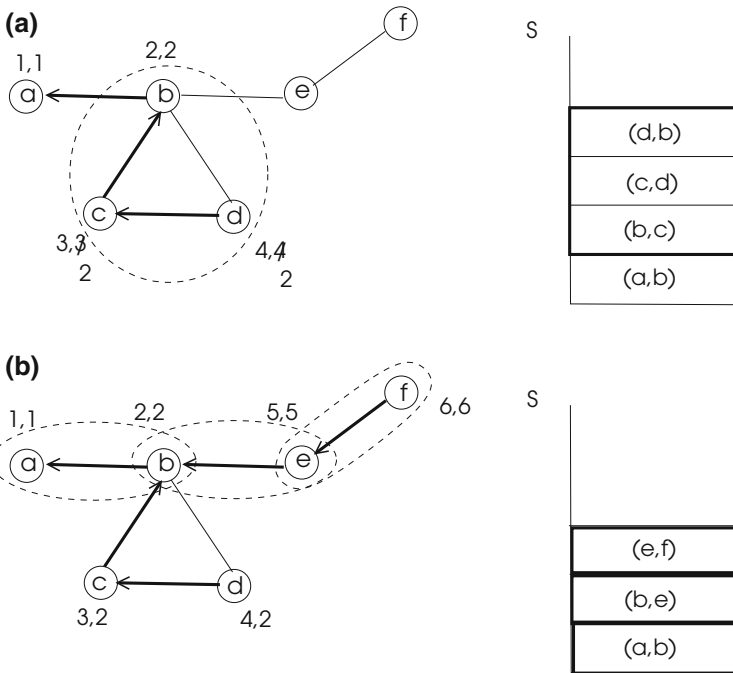 (a)
f
S
1,1
2,2
a
b
e
(d,b)
(c,d)
c
d
(b,c)
3,3
2
4,4
2
(a,b)
(b)
f
S
1,1
2,2
5,5
6,6
a
b
e
(e,f)
c
d
(b,e)
3,2
4,2
(a,b)